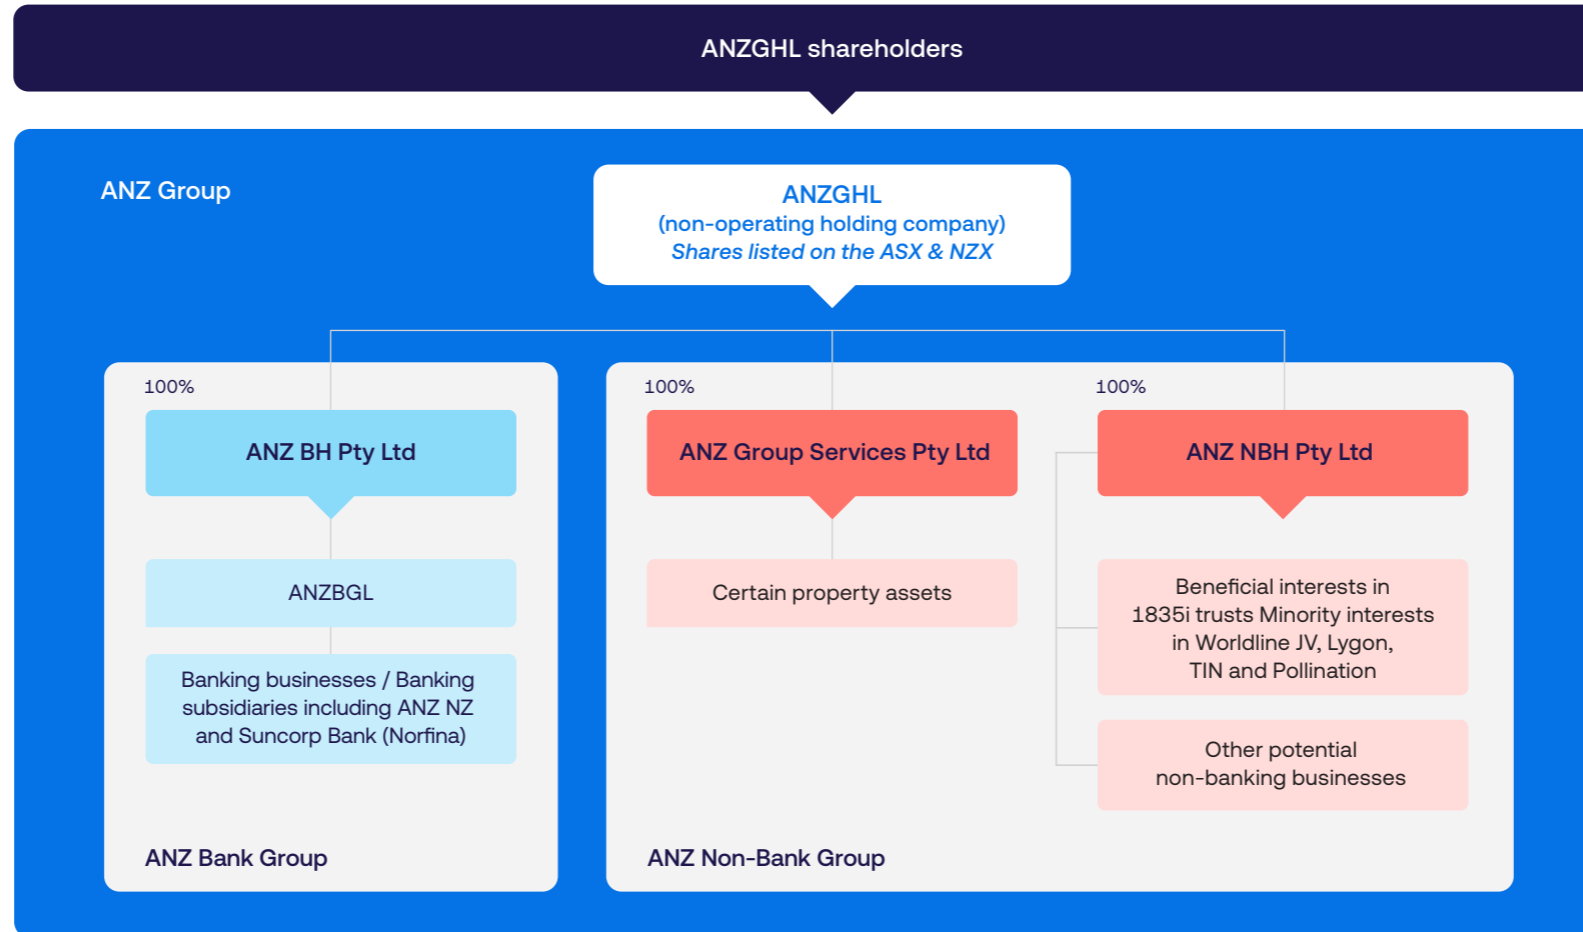 ANZGHL shareholders
ANZ Group
ANZGHL
(non-operating holding company)
Shares listed on the ASX & NZX
100%
ANZ BH Pty Ltd
ANZBGL
Banking businesses / Banking
subsidiaries including ANZ NZ
and Suncorp Bank (Norfina)
ANZ Bank Group
100%
ANZ Group Services Pty Ltd
Certain property assets
100%
ANZ NBH Pty Ltd
Beneficial interests in
1835i trusts Minority interests
in Worldline JV, Lygon,
TIN and Pollination
Other potential
non-banking businesses
ANZ Non-Bank Group